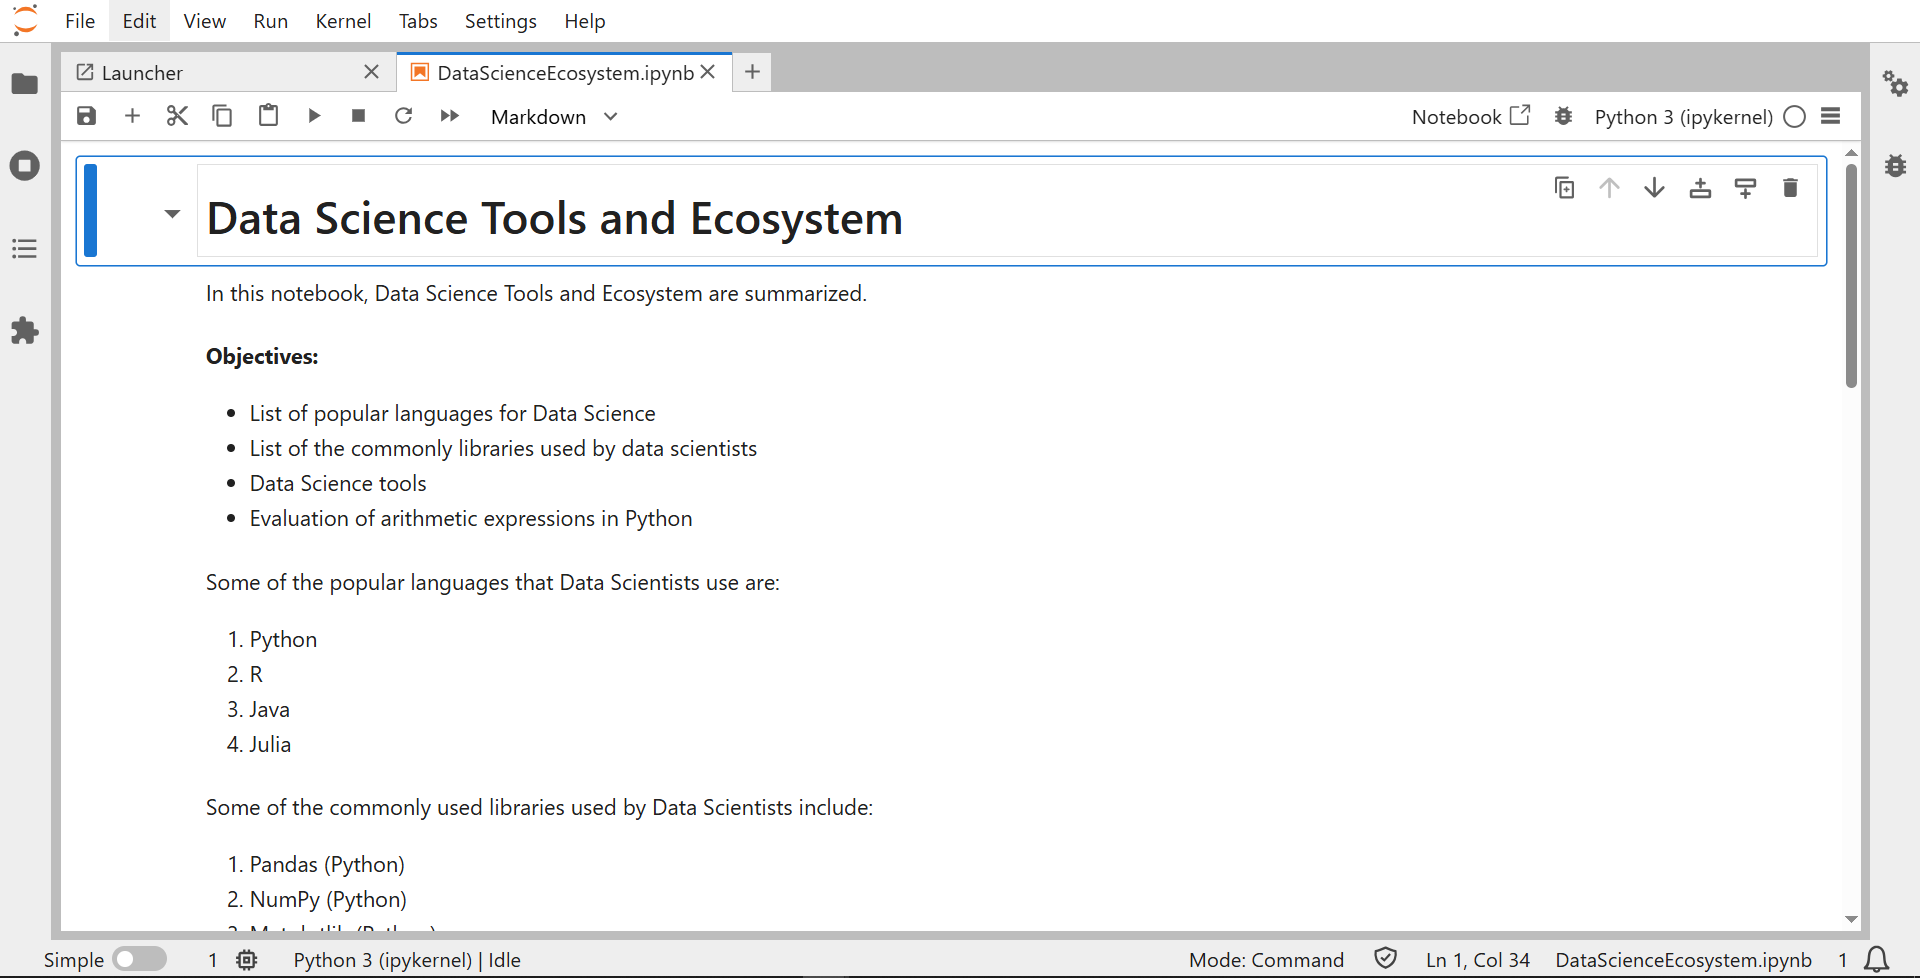 File Edit View Run Kernel Tabs Settings Help
Launcher
DataScienceEcosystem.ipynb
Markdown
Notebook
Python 3 (ipykernel)
Data Science Tools and Ecosystem
In this notebook, Data Science Tools and Ecosystem are summarized.
Objectives:
• List of popular languages for Data Science
• List of the commonly libraries used by data scientists
• Data Science tools
• Evaluation of arithmetic expressions in Python
Some of the popular languages that Data Scientists use are:
1. Python
2. R
3. Java
4. Julia
Some of the commonly used libraries used by Data Scientists include:
1. Pandas (Python)
2. NumPy (Python)
Simple 1 Python 3 (ipykernel) | Idle Mode: Command Ln 1, Col 34 DataScienceEcosystem.ipynb 1